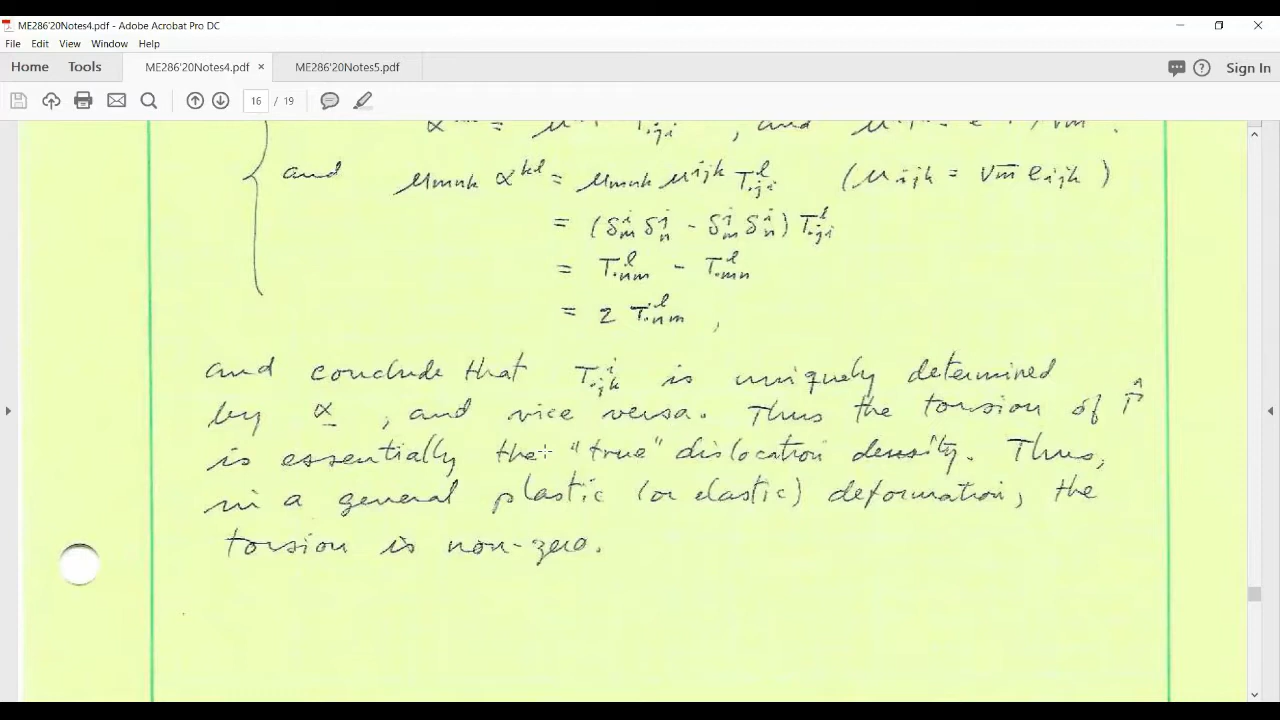 ME286'20Notes4.pdf - Adobe Acrobat Pro DC
File Edit View Window Help
Home Tools ME286'20Notes4.pdf × ME286'20Notes5.pdf Sign In
16 / 19
and μ_mnk α^kl = μ_mnk μ^ijk T^l_.ji (μ_ijk = √m e_ijk)
= (δ^i_m δ^j_n - δ^j_m δ^i_n) T^l_.ji
= T^l_.nm - T^l_.mn
= 2 T^l_.nm ,
and conclude that T^i_.jk is uniquely determined
by α , and vice versa. Thus the torsion of Γ̂
is essentially the "true" dislocation density. Thus,
in a general plastic (or elastic) deformation, the
torsion is non-zero.